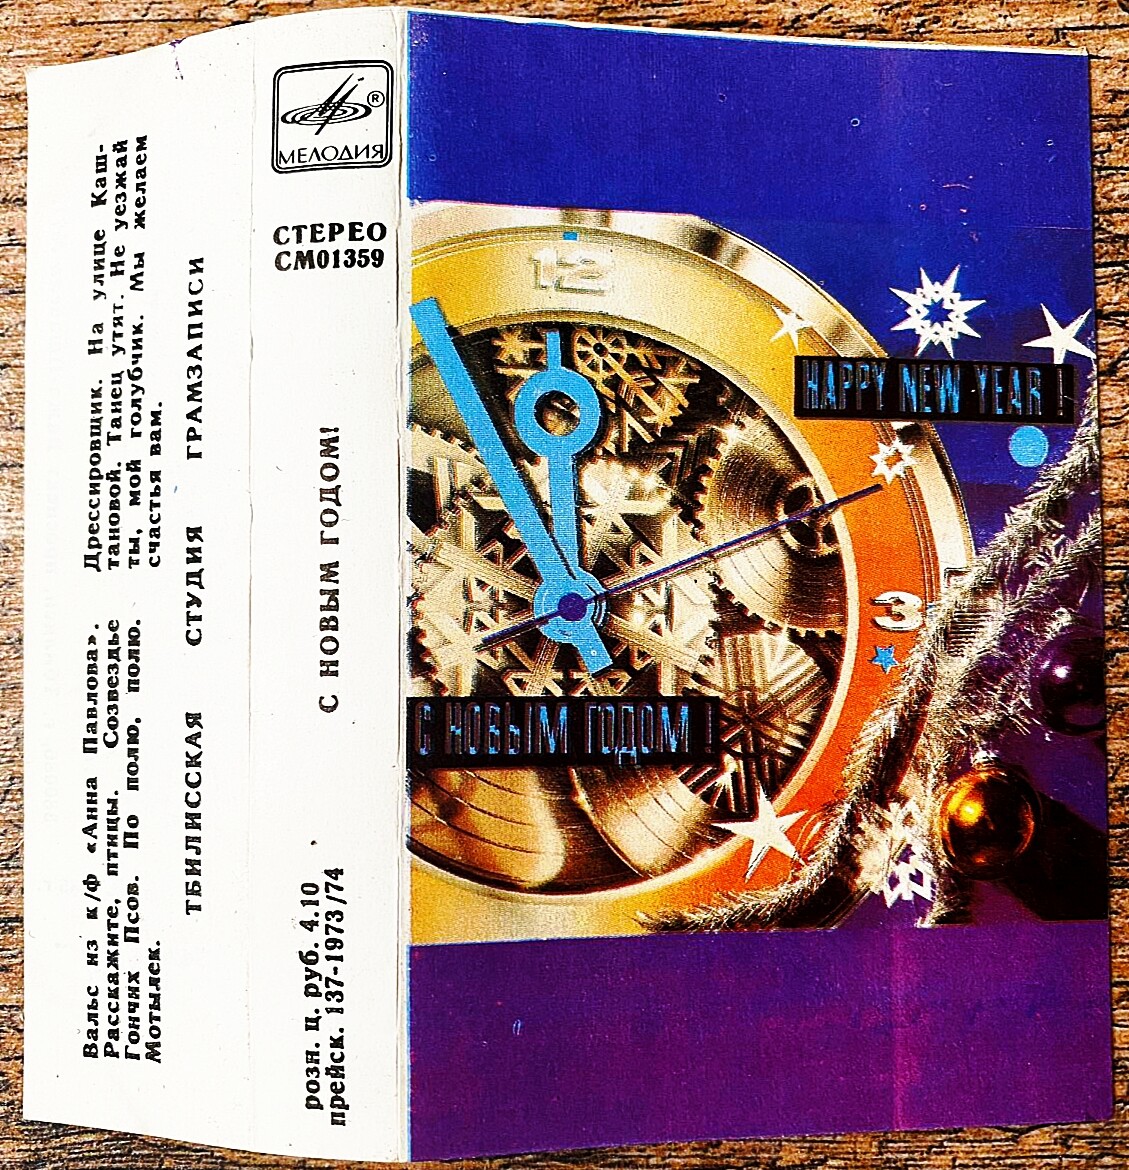 Вальс из к/ф «Анна Павлова».
Расскажите, птицы. Созвездье
Гончих Псов. По полю, полю.
Мотылек.
Дрессировщик. На улице Каш-
тановой. Танец утят. Не уезжай
ты, мой голубчик. Мы желаем
счастья вам.
ТБИЛИССКАЯ СТУДИЯ ГРАМЗАПИСИ
МЕЛОДИЯ ®
СТЕРЕО
СМ01359
С НОВЫМ ГОДОМ!
розн. ц. руб. 4.10
прейск. 137-1973/74
12
HAPPY NEW YEAR !
3
С НОВЫМ ГОДОМ !